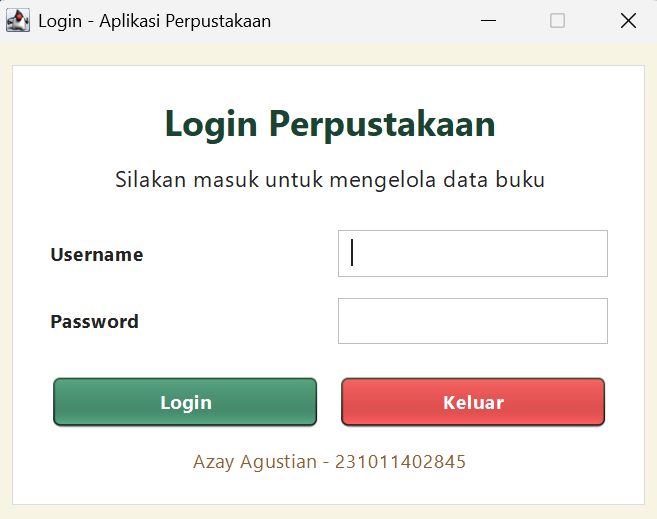 Login - Aplikasi Perpustakaan
Login Perpustakaan
Silakan masuk untuk mengelola data buku
Username
Password
Login Keluar
Azay Agustian - 231011402845